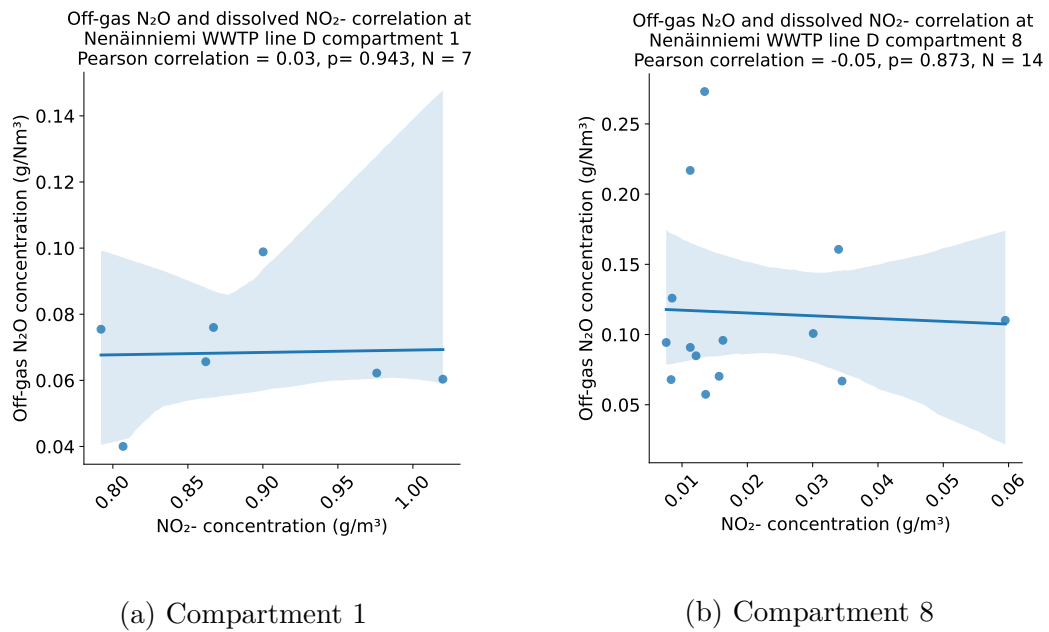 Off-gas N₂O and dissolved NO₂- correlation at
Nenäinniemi WWTP line D compartment 1
Pearson correlation = 0.03, p= 0.943, N = 7
Off-gas N₂O concentration (g/Nm³)
0.14
0.12
0.10
0.08
0.06
0.04
0.80
0.85
0.90
0.95
1.00
NO₂- concentration (g/m³)
(a) Compartment 1
Off-gas N₂O and dissolved NO₂- correlation at
Nenäinniemi WWTP line D compartment 8
Pearson correlation = -0.05, p= 0.873, N = 14
Off-gas N₂O concentration (g/Nm³)
0.25
0.20
0.15
0.10
0.05
0.01
0.02
0.03
0.04
0.05
0.06
NO₂- concentration (g/m³)
(b) Compartment 8